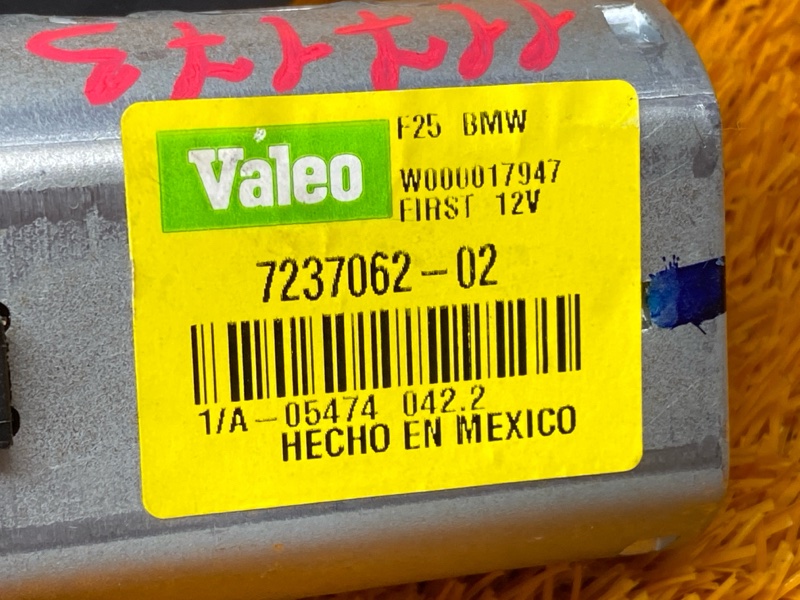 F25 BMW
Valeo
W000017947
FIRST 12V
7237062-02
1/A-05474 042.2
HECHO EN MEXICO